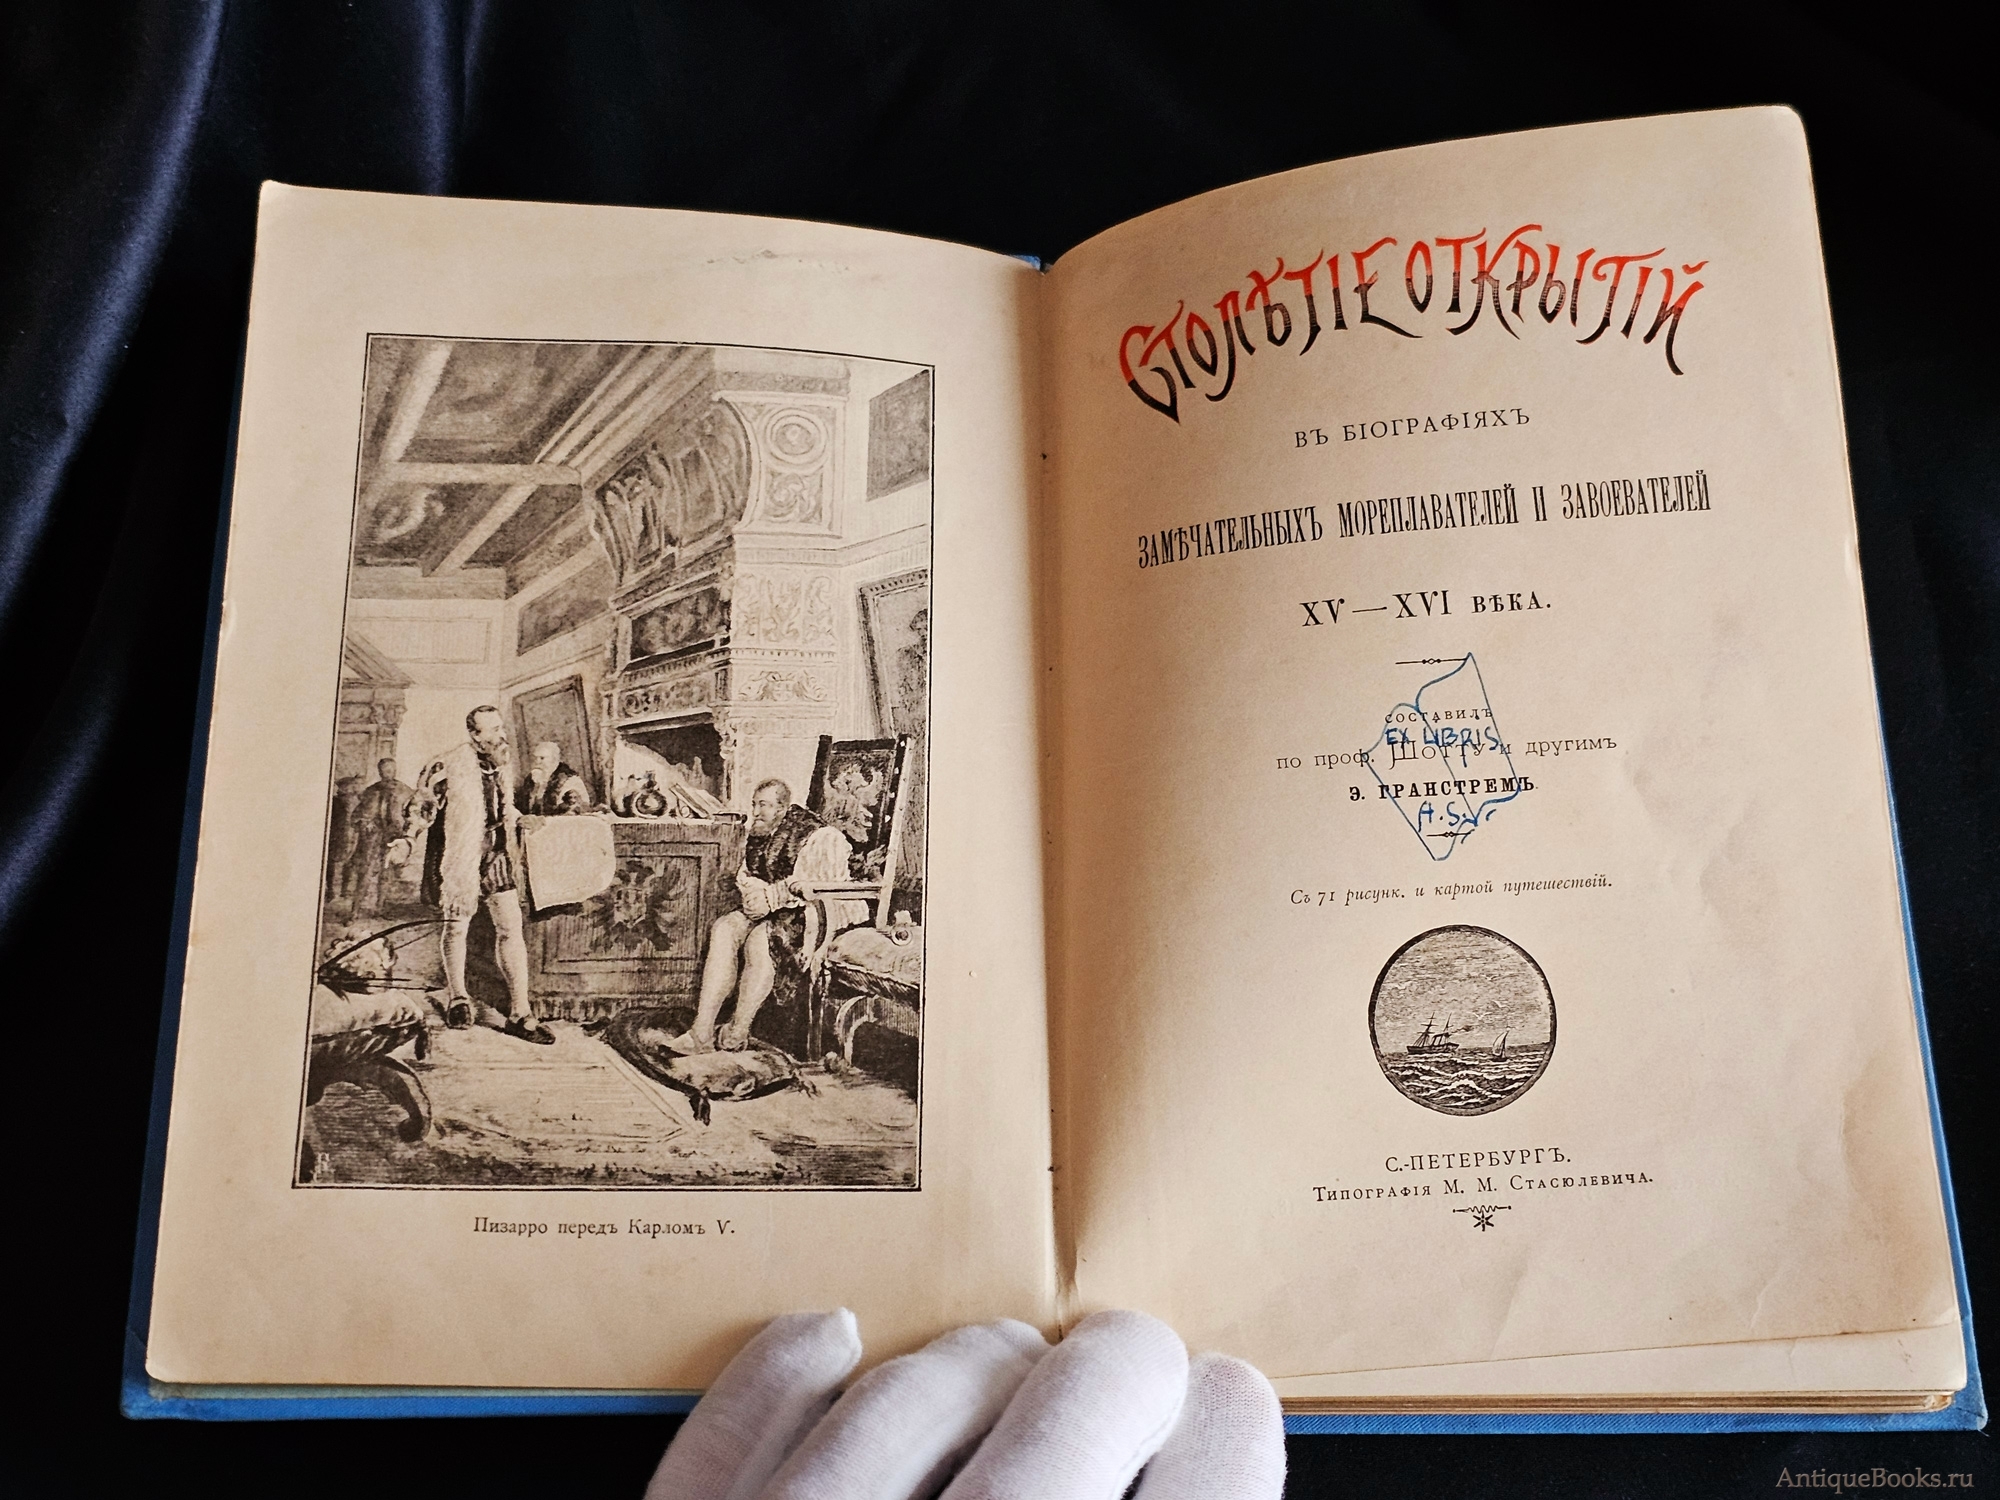 Пизарро передъ Карломъ V.
СТОЛѢТІЕ ОТКРЫТІЙ
ВЪ БІОГРАФІЯХЪ
ЗАМѢЧАТЕЛЬНЫХЪ МОРЕПЛАВАТЕЛЕЙ И ЗАВОЕВАТЕЛЕЙ
XV — XVI ВѢКА.
СОСТАВИЛЪ
EX LIBRIS
по проф. Шотту и другимъ
Э. ГРАНСТРЕМЪ
A.S.V.
Съ 71 рисунк. и картой путешествій.
С.-ПЕТЕРБУРГЪ.
Типографія М. М. Стасюлевича.
AntiqueBooks.ru